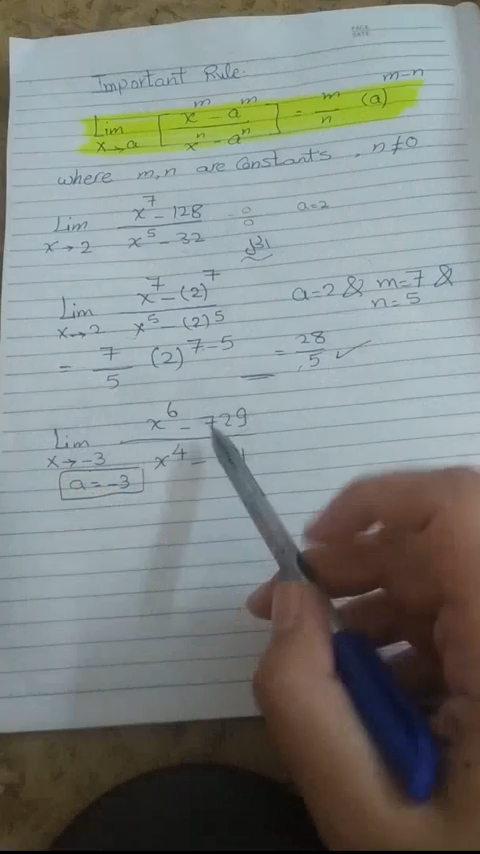 PAGE
DATE
Important Rule.
Lim x→a [x^m - a^m / x^n - a^n] = m/n (a)^m-n
where m,n are Constants , n≠0
Lim x→2 x^7 - 128 / x^5 - 32 = 0/0 a=2
Lim x→2 x^7 - (2)^7 / x^5 - (2)^5 a=2 & m=7 & n=5
= 7/5 (2)^7-5 = 28/5 ✓
Lim x→-3 x^6 - 729 / x^4 -
a=-3